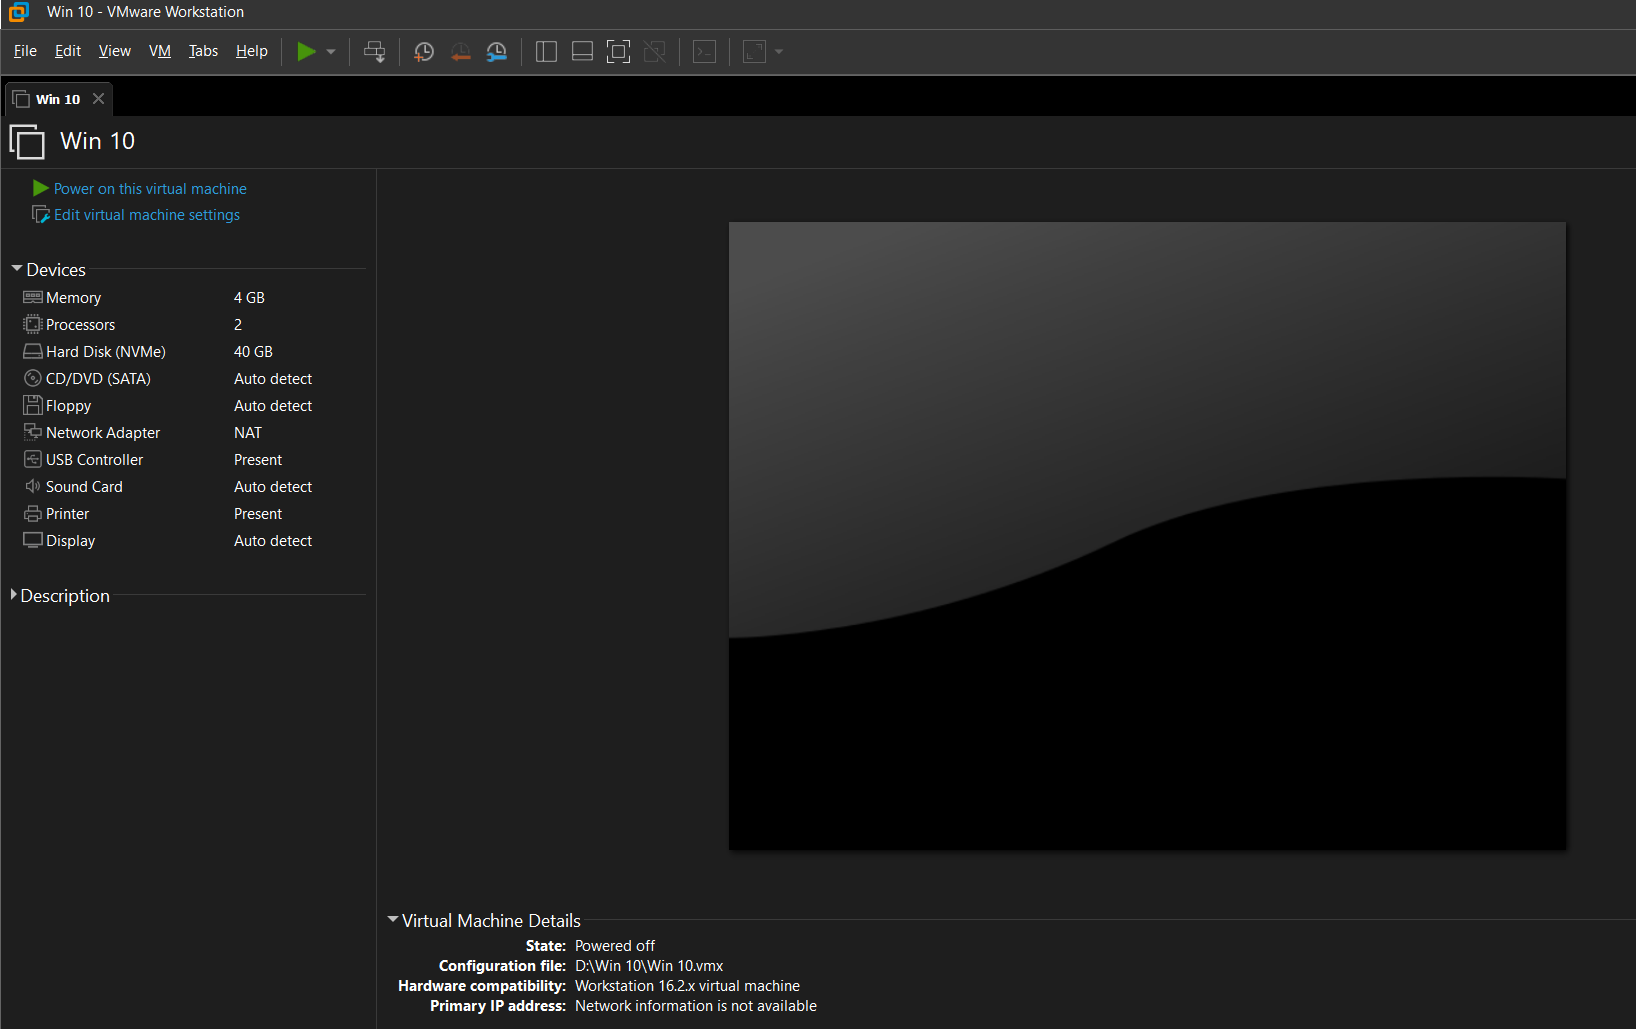 Win 10 - VMware Workstation
File Edit View VM Tabs Help
Win 10
Win 10
Power on this virtual machine
Edit virtual machine settings
Devices
Memory 4 GB
Processors 2
Hard Disk (NVMe) 40 GB
CD/DVD (SATA) Auto detect
Floppy Auto detect
Network Adapter NAT
USB Controller Present
Sound Card Auto detect
Printer Present
Display Auto detect
Description
Virtual Machine Details
State: Powered off
Configuration file: D:\Win 10\Win 10.vmx
Hardware compatibility: Workstation 16.2.x virtual machine
Primary IP address: Network information is not available